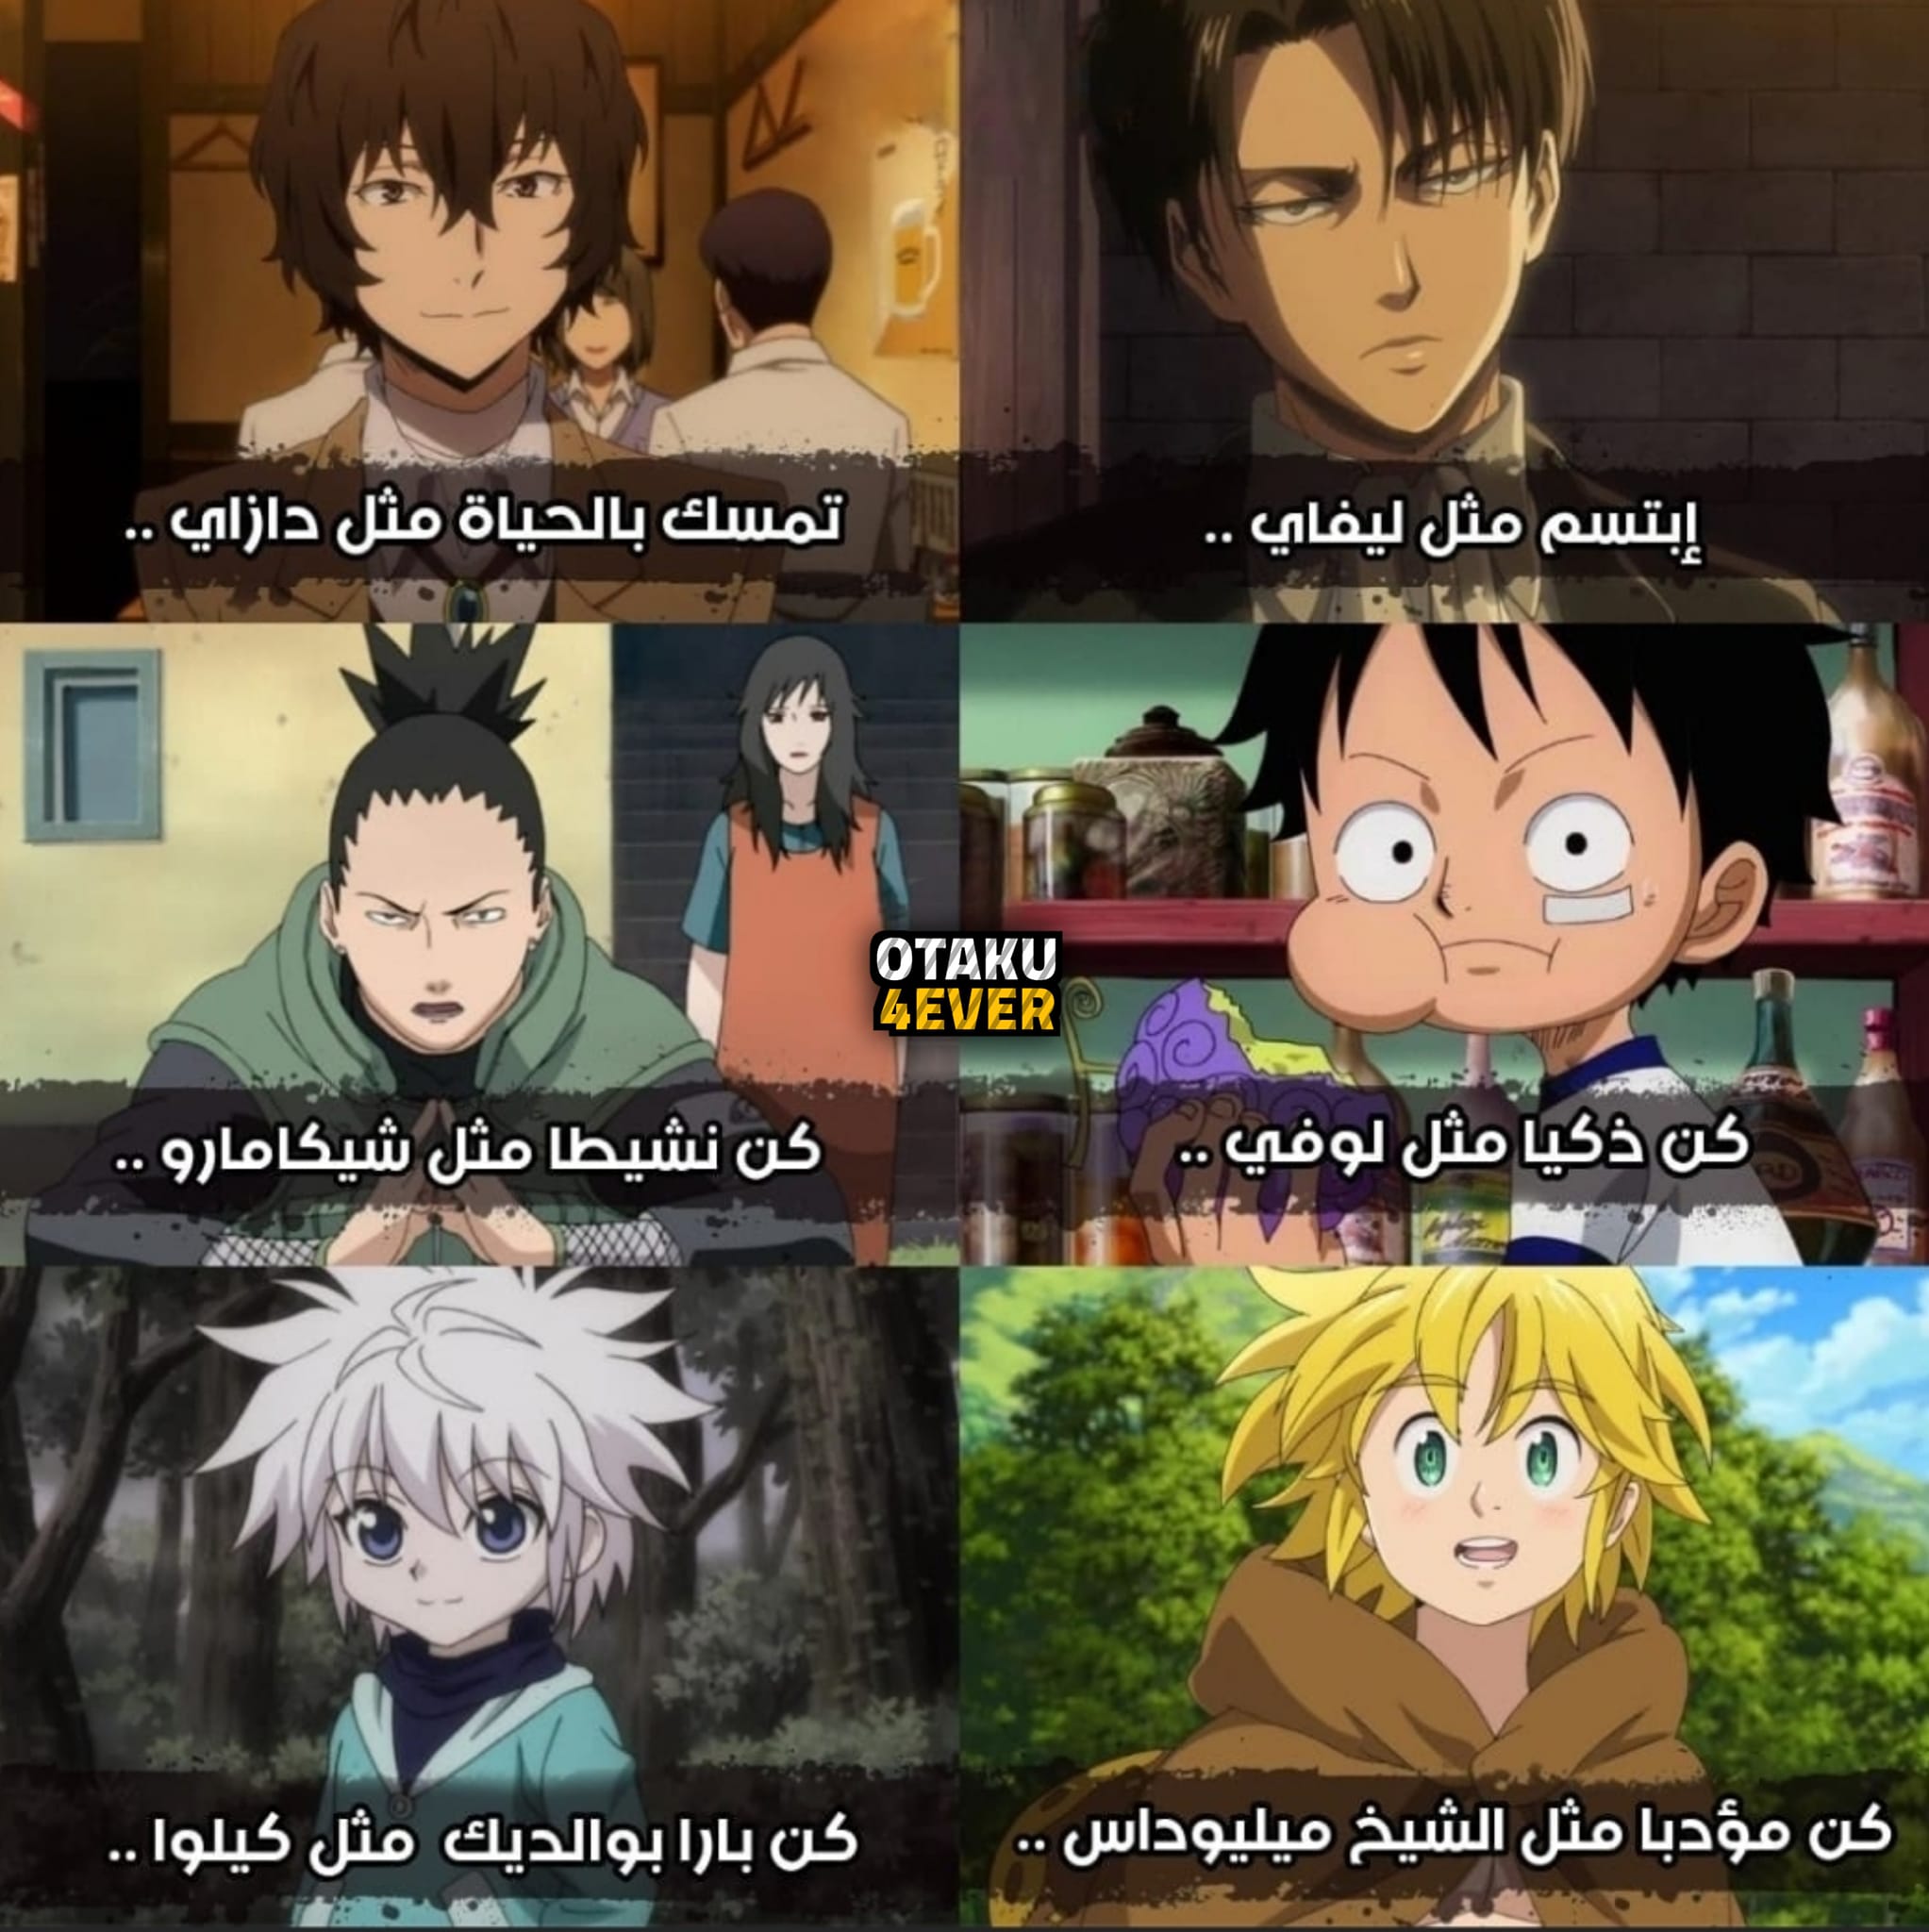 إبتسم مثل ليفاي ..
تمسك بالحياة مثل دازاي ..
كن ذكيا مثل لوفي ..
كن نشيطا مثل شيكامارو ..
OTAKU
4EVER
كن مؤدبا مثل الشيخ ميليوداس ..
كن بارا بوالديك مثل كيلوا ..